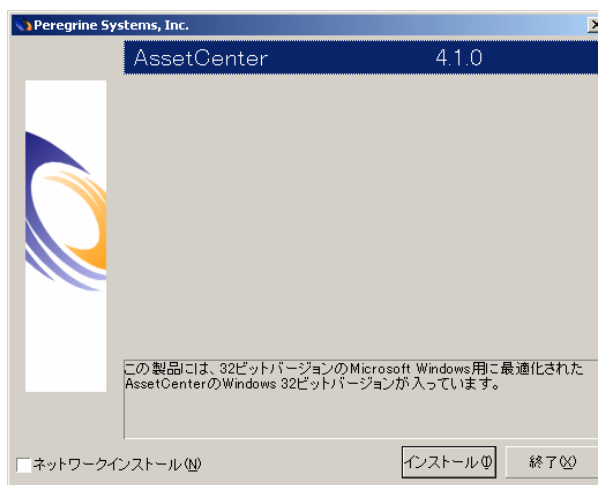 Peregrine Systems, Inc.
AssetCenter 4.1.0
この製品には、32ビットバージョンのMicrosoft Windows用に最適化された
AssetCenterのWindows 32ビットバージョンが入っています。
ネットワークインストール(N)
インストール(I) 終了(X)